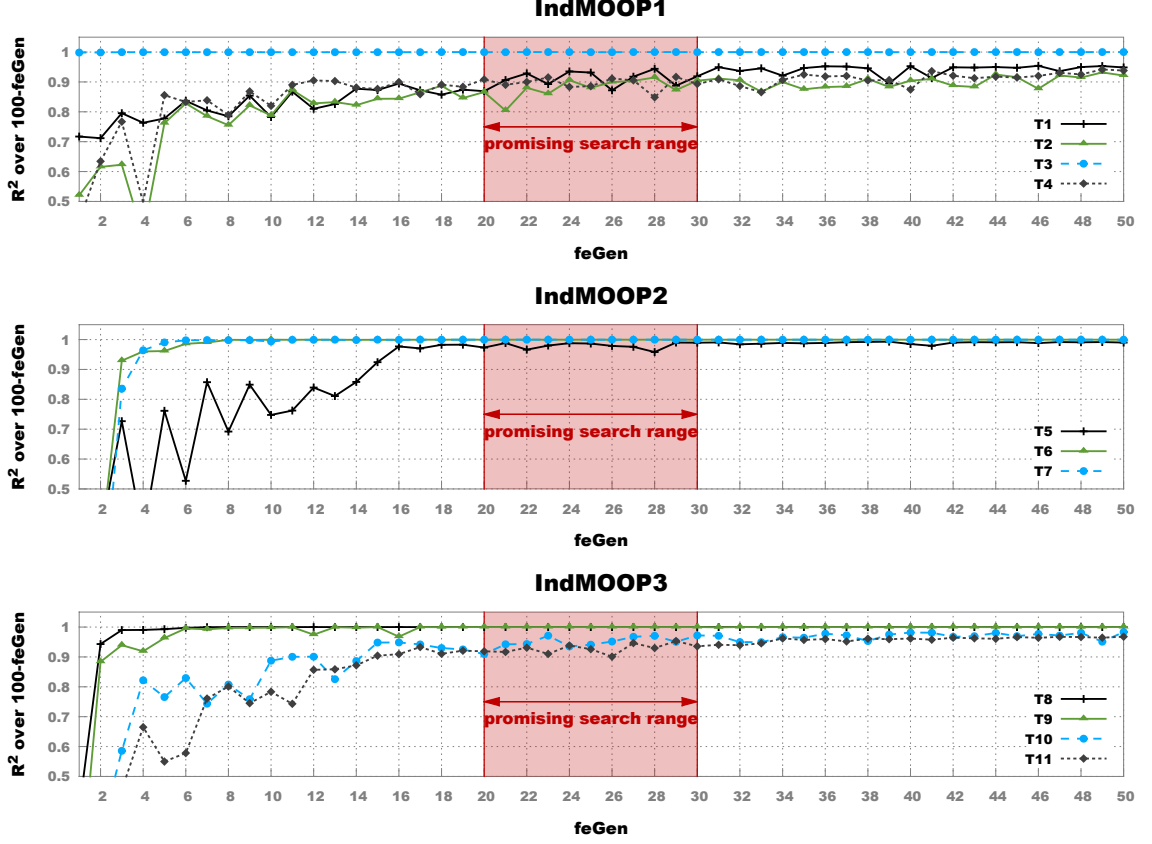 IndMOOP1
R² over 100-feGen
1
0.9
0.8
0.7
0.6
0.5
promising search range
T1
T2
T3
T4
2 4 6 8 10 12 14 16 18 20 22 24 26 28 30 32 34 36 38 40 42 44 46 48 50
feGen
IndMOOP2
R² over 100-feGen
1
0.9
0.8
0.7
0.6
0.5
promising search range
T5
T6
T7
2 4 6 8 10 12 14 16 18 20 22 24 26 28 30 32 34 36 38 40 42 44 46 48 50
feGen
IndMOOP3
R² over 100-feGen
1
0.9
0.8
0.7
0.6
0.5
promising search range
T8
T9
T10
T11
2 4 6 8 10 12 14 16 18 20 22 24 26 28 30 32 34 36 38 40 42 44 46 48 50
feGen